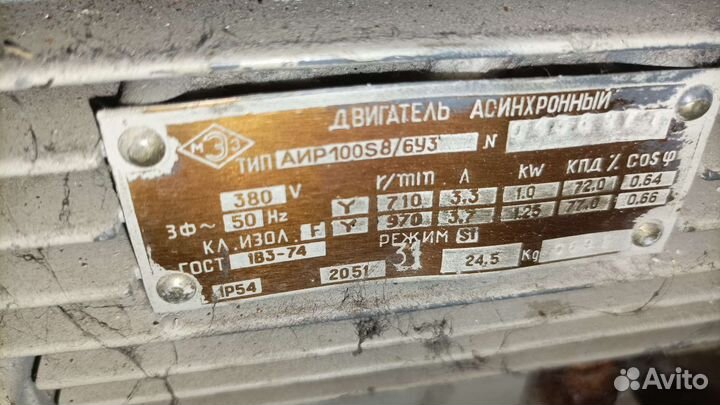 ДВИГАТЕЛЬ АСИНХРОННЫЙ
МЭЗ ТИП АИР100S8/6У3 N
r/min A kw КПД % cos φ
3Ф~ 380 V Y 710 3.3 1.0 72.0 0.64
50 Hz Y 970 3.7 1.25 77.0 0.66
КЛ.ИЗОЛ. F РЕЖИМ S1
ГОСТ 183-74 24.5 Kg
IP54 2051
Avito